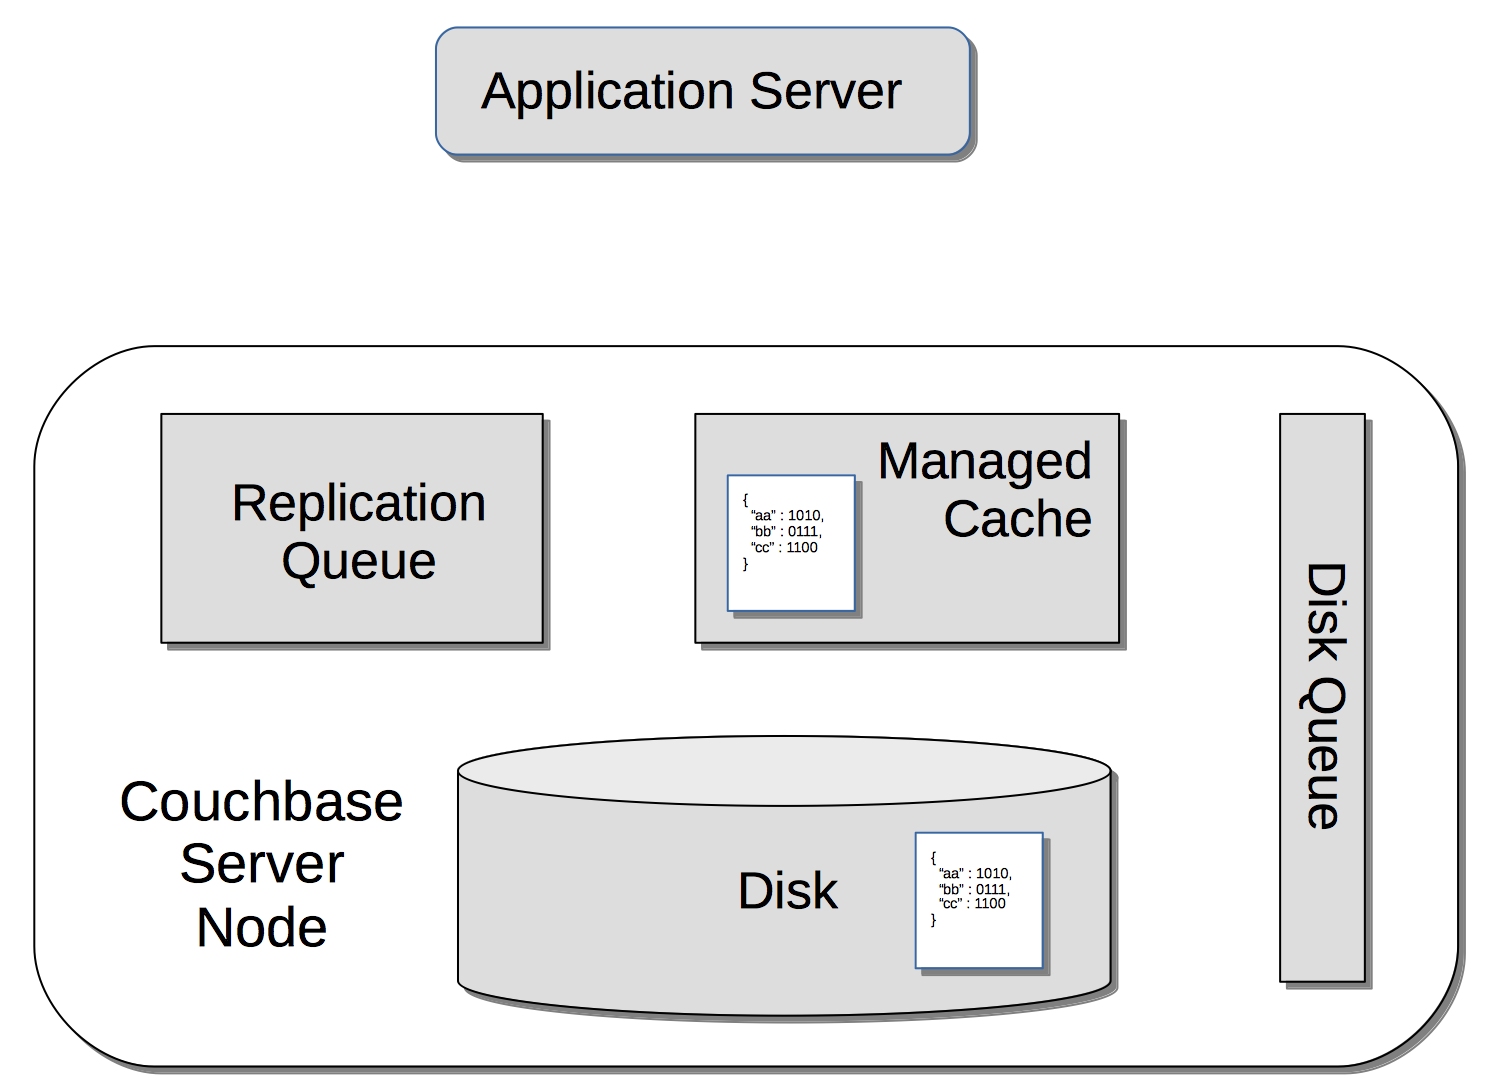 Application Server
Replication
Queue
Managed
Cache
{
“aa” : 1010,
“bb” : 0111,
“cc” : 1100
}
Disk Queue
Couchbase
Server
Node
Disk
{
“aa” : 1010,
“bb” : 0111,
“cc” : 1100
}